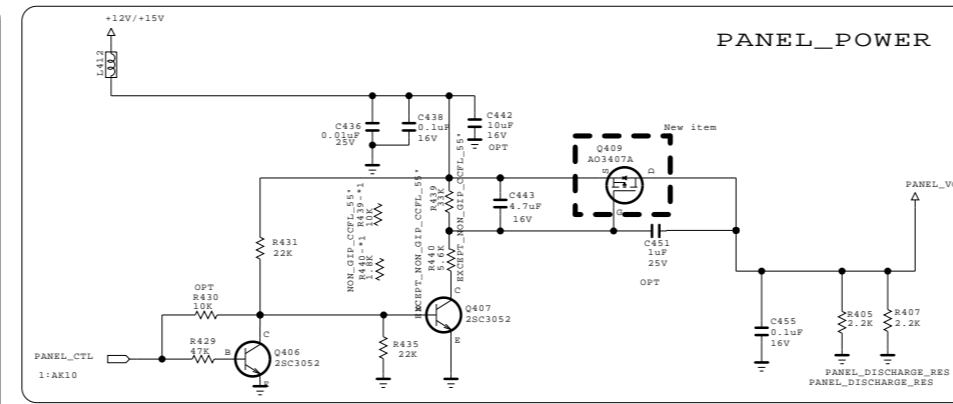 +12V/+15V
PANEL_POWER
L412
C436
0.01uF
25V
C438
0.1uF
16V
C442
10uF
16V
OPT
New item
Q409
AO3407A
S
D
G
PANEL_VC
NON_GIP_CCFL_55"
R439-*1
10K
R440-*1
1.8K
EXCEPT_NON_GIP_CCFL_55"
R439
33K
C443
4.7uF
16V
R431
22K
R440
5.6K
EXCEPT_NON_GIP_CCFL_55"
C451
1uF
25V
OPT
OPT
R430
10K
C
Q407
2SC3052
E
R429
47K
C
B
Q406
2SC3052
E
R435
22K
PANEL_CTL
1:AK10
C455
0.1uF
16V
R405
2.2K
R407
2.2K
PANEL_DISCHARGE_RES
PANEL_DISCHARGE_RES